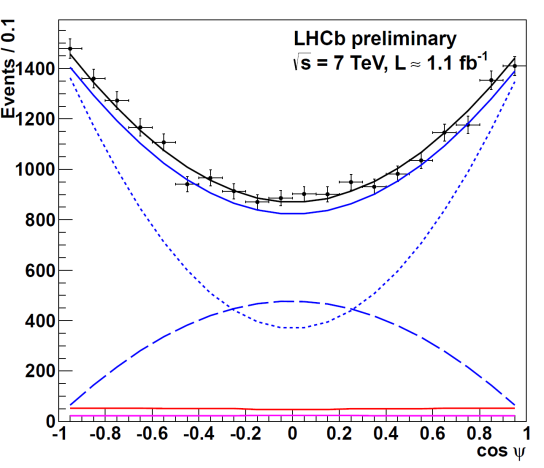 LHCb preliminary
√s = 7 TeV, L ≈ 1.1 fb⁻¹
Events / 0.1
1400
1200
1000
800
600
400
200
0
-1 -0.8 -0.6 -0.4 -0.2 0 0.2 0.4 0.6 0.8 1
cos ψ